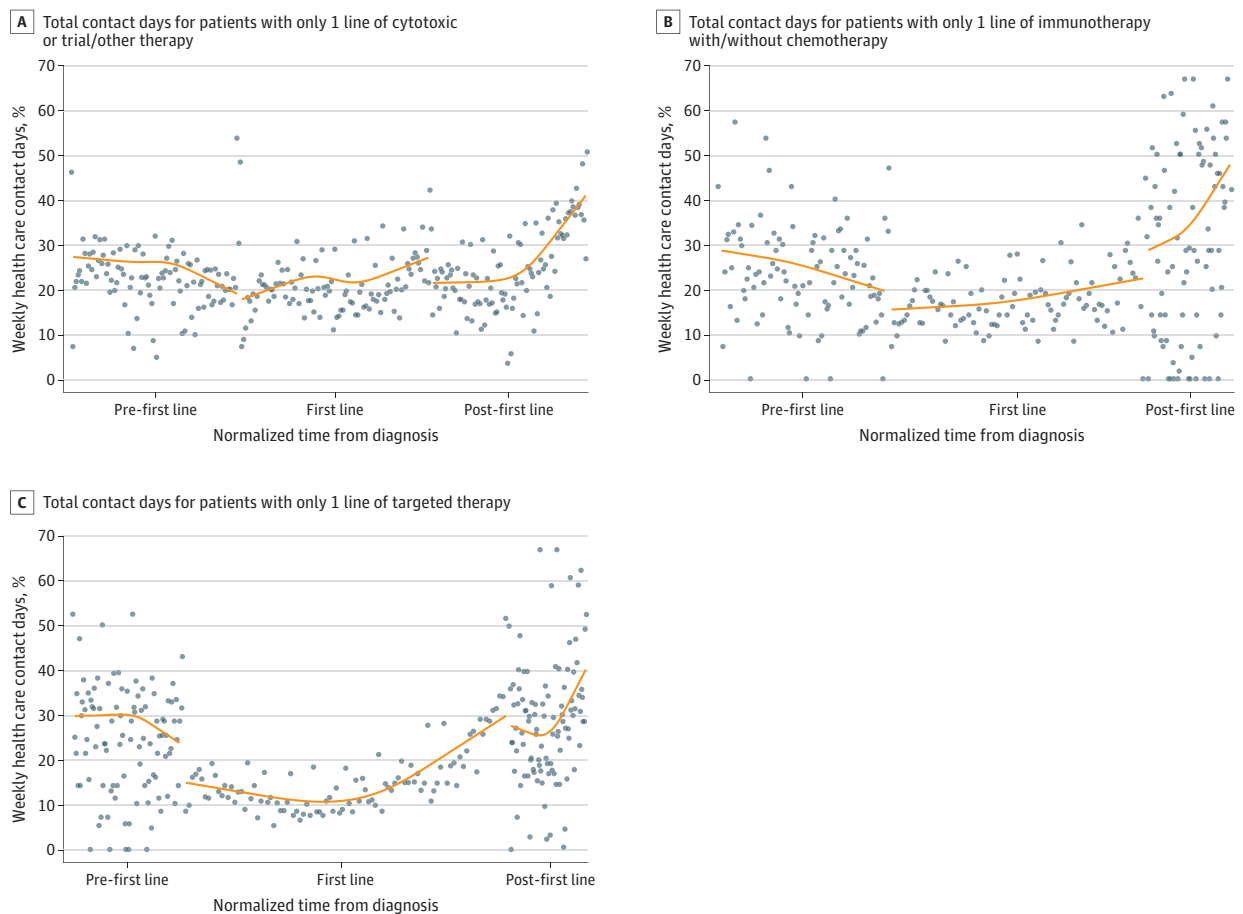 A Total contact days for patients with only 1 line of cytotoxic
or trial/other therapy
70
60
50
40
30
20
10
0
Weekly health care contact days, %
Pre-first line
First line
Post-first line
Normalized time from diagnosis
B Total contact days for patients with only 1 line of immunotherapy
with/without chemotherapy
70
60
50
40
30
20
10
0
Weekly health care contact days, %
Pre-first line
First line
Post-first line
Normalized time from diagnosis
C Total contact days for patients with only 1 line of targeted therapy
70
60
50
40
30
20
10
0
Weekly health care contact days, %
Pre-first line
First line
Post-first line
Normalized time from diagnosis